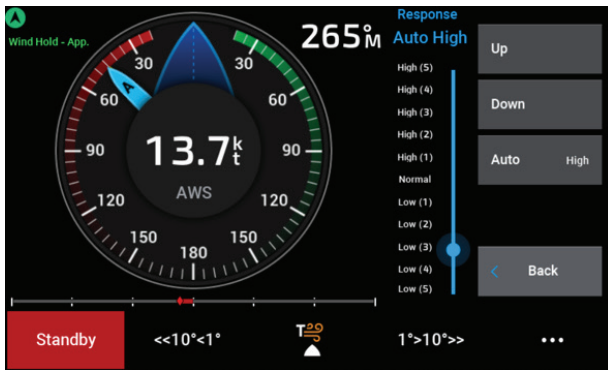 Wind Hold - App.
265°M
30
30
60
60
90
90
120
120
150
150
180
A
13.7kt
AWS
Response
Auto High
High (5)
High (4)
High (3)
High (2)
High (1)
Normal
Low (1)
Low (2)
Low (3)
Low (4)
Low (5)
Up
Down
Auto High
< Back
Standby
<<10°<1°
T
1°>10°>>
•••